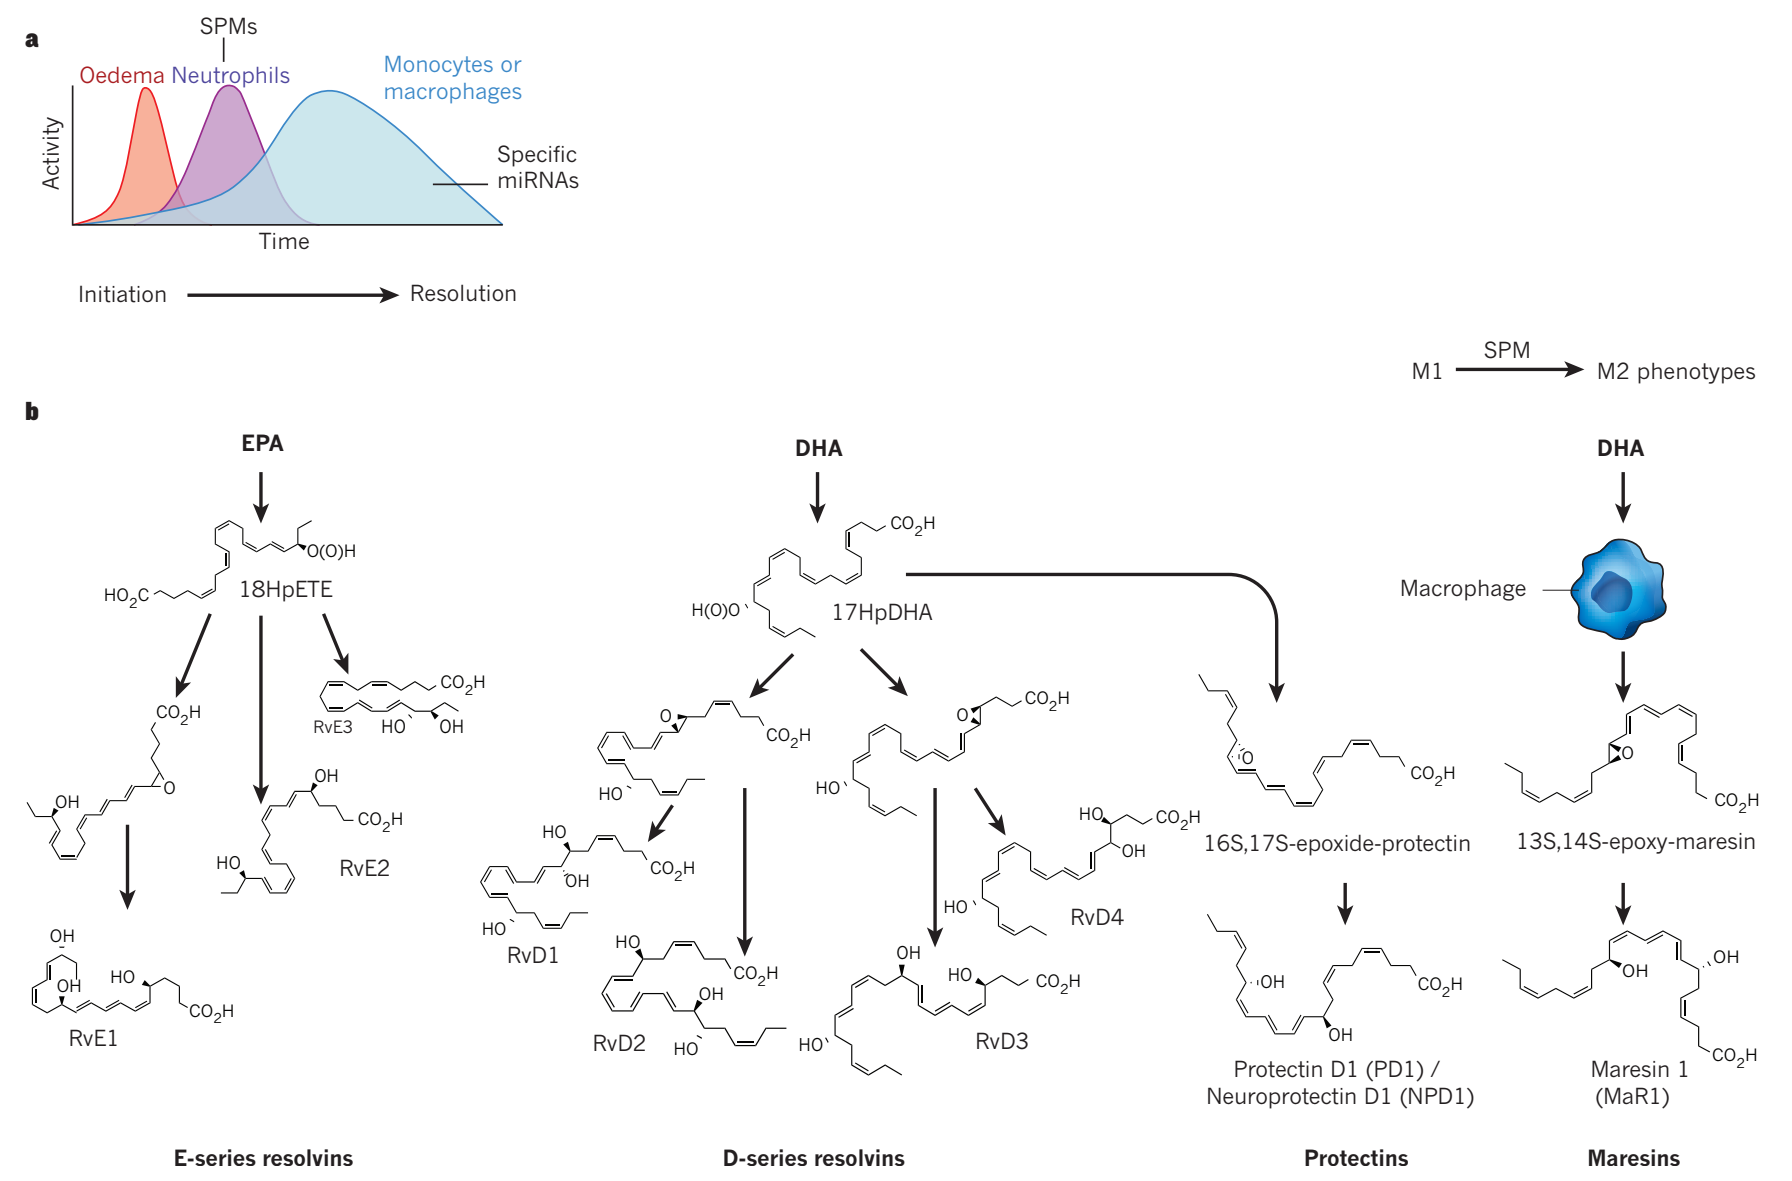 a
SPMs
Oedema Neutrophils
Monocytes or
macrophages
Activity
Specific
miRNAs
Time
Initiation
Resolution
SPM
M1
M2 phenotypes
b
EPA
DHA
DHA
O(O)H
HO₂C
18HpETE
CO₂H
H(O)O
17HpDHA
Macrophage
CO₂H
RvE3
HO
OH
CO₂H
O
OH
OH
CO₂H
HO
RvE2
OH
OH
HO
CO₂H
RvE1
O
CO₂H
HO
O
CO₂H
HO
HO
CO₂H
OH
HO
RvD1
HO
CO₂H
OH
HO
RvD2
HO
CO₂H
OH
HO
RvD4
OH
HO
CO₂H
HO
RvD3
O
CO₂H
16S,17S-epoxide-protectin
OH
CO₂H
OH
Protectin D1 (PD1) /
Neuroprotectin D1 (NPD1)
O
CO₂H
13S,14S-epoxy-maresin
OH
OH
CO₂H
Maresin 1
(MaR1)
E-series resolvins
D-series resolvins
Protectins
Maresins